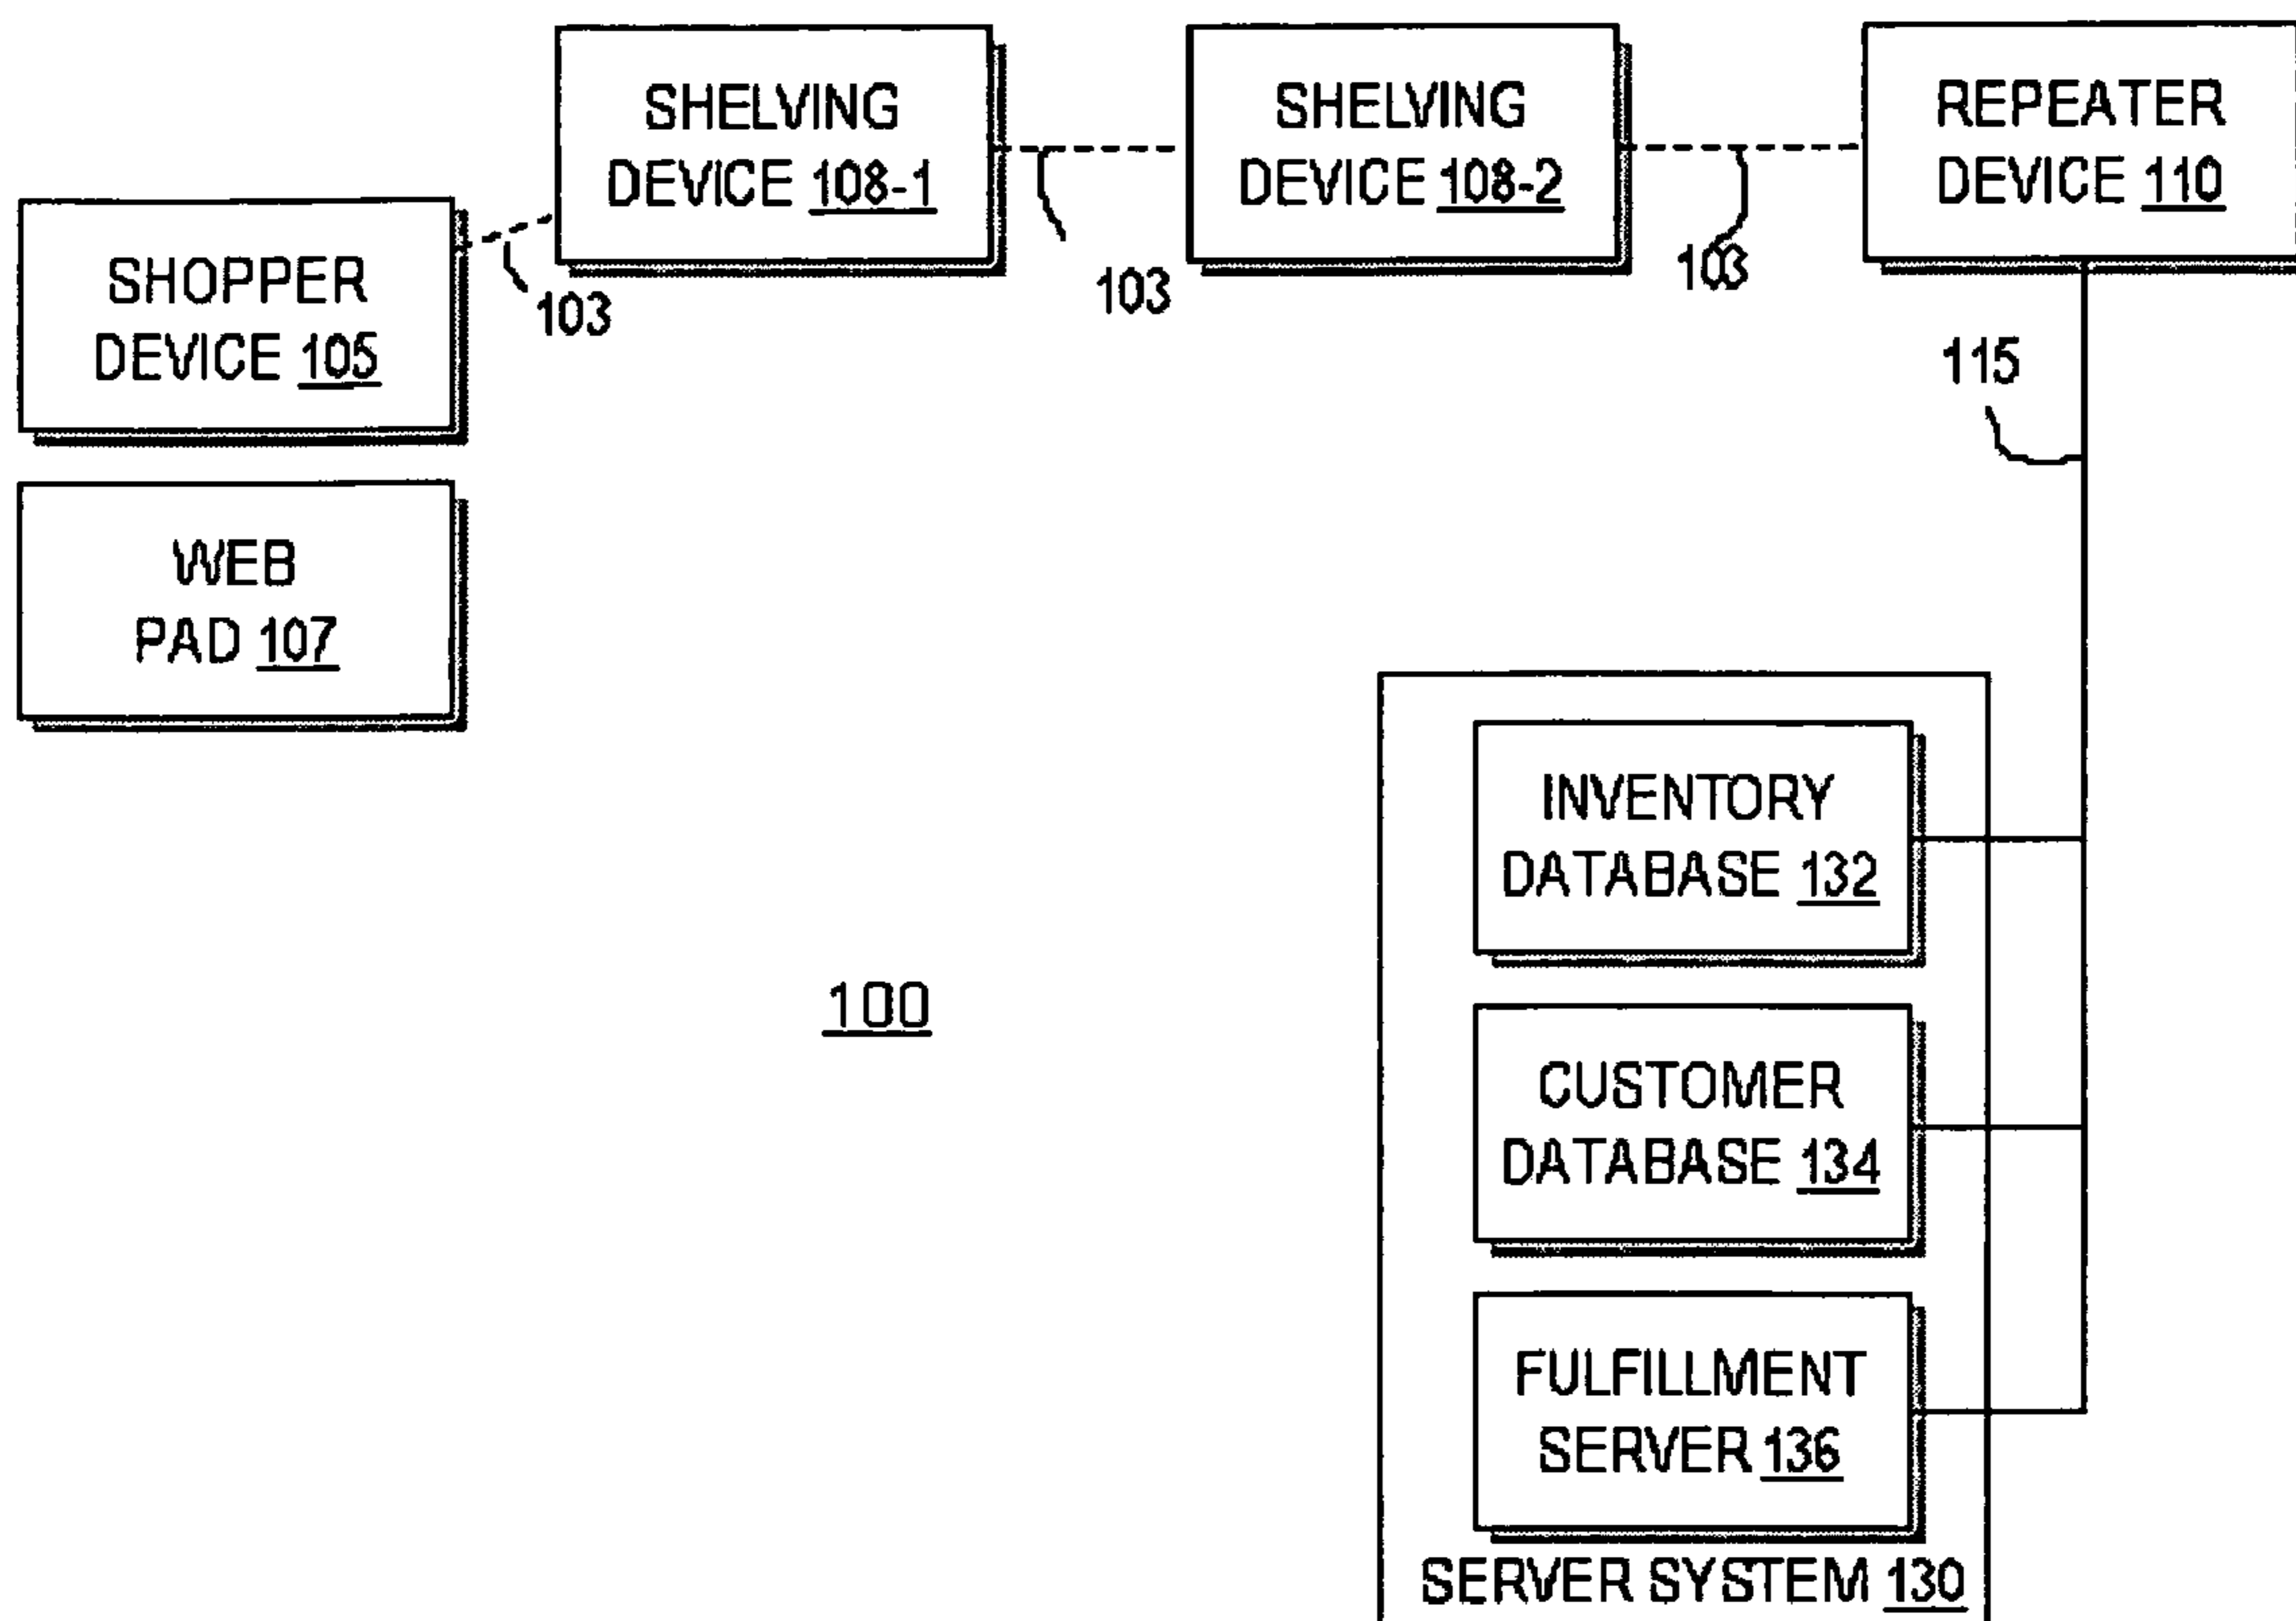 SHELVING
DEVICE 108-1
SHELVING
DEVICE 108-2
REPEATER
DEVICE 110
SHOPPER
DEVICE 105
103
103
103
115
WEB
PAD 107
INVENTORY
DATABASE 132
100
CUSTOMER
DATABASE 134
FULFILLMENT
SERVER 136
SERVER SYSTEM 130